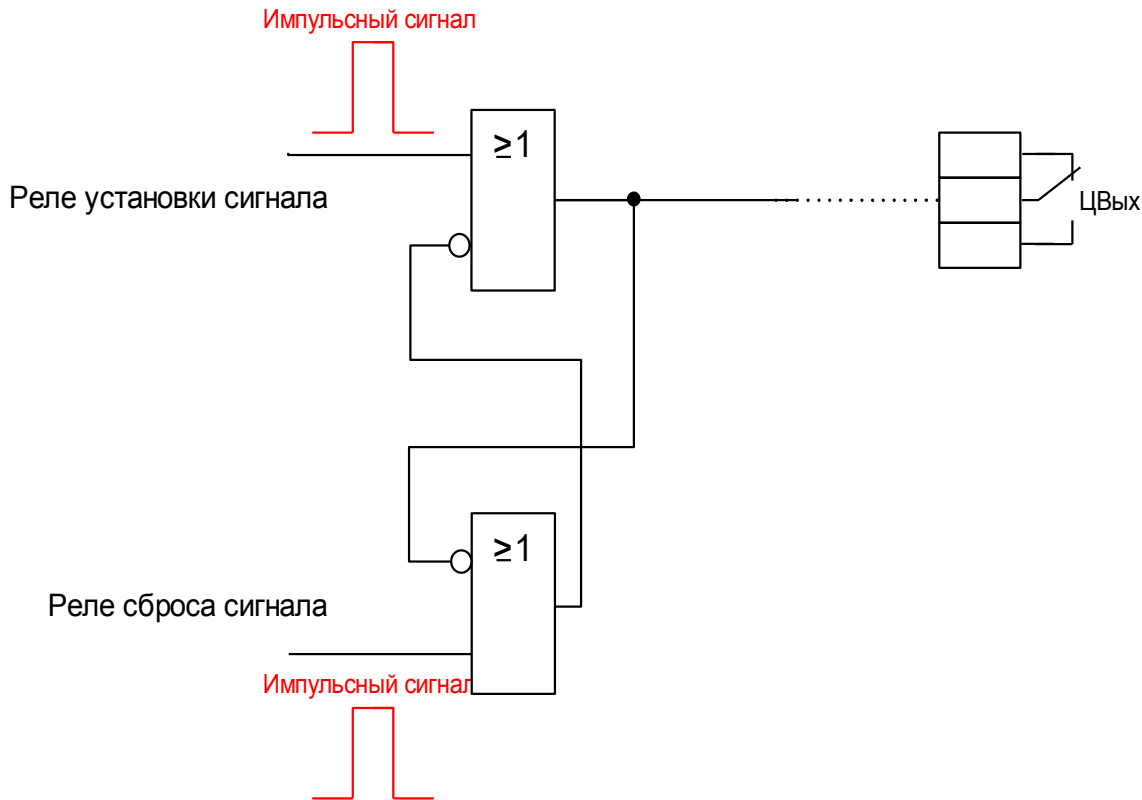 Импульсный сигнал
≥1
Реле установки сигнала
ЦВых
≥1
Реле сброса сигнала
Импульсный сигнал